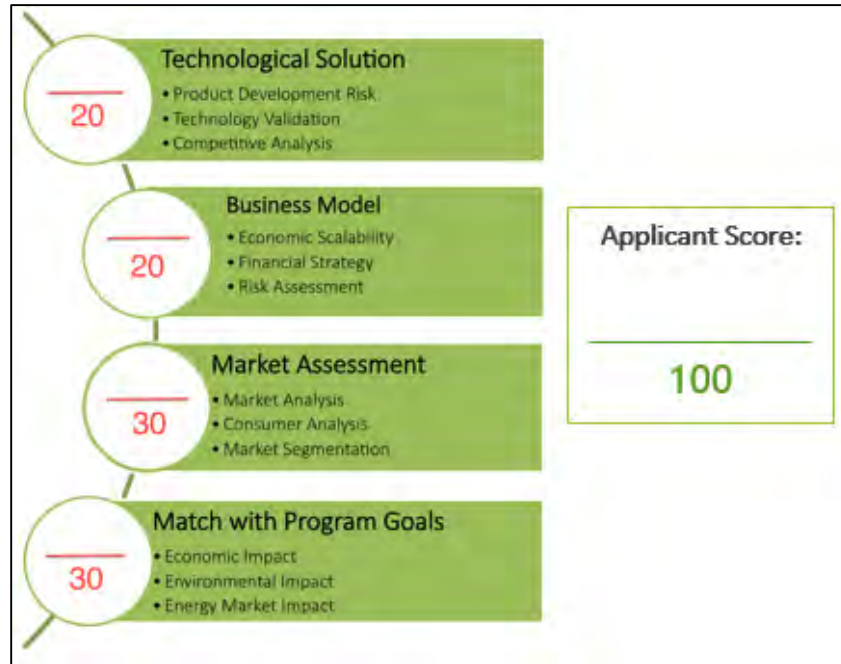 Technological Solution
• Product Development Risk
• Technology Validation
• Competitive Analysis
20
Business Model
• Economic Scalability
• Financial Strategy
• Risk Assessment
20
Market Assessment
• Market Analysis
• Consumer Analysis
• Market Segmentation
30
Match with Program Goals
• Economic Impact
• Environmental Impact
• Energy Market Impact
30
Applicant Score:
100